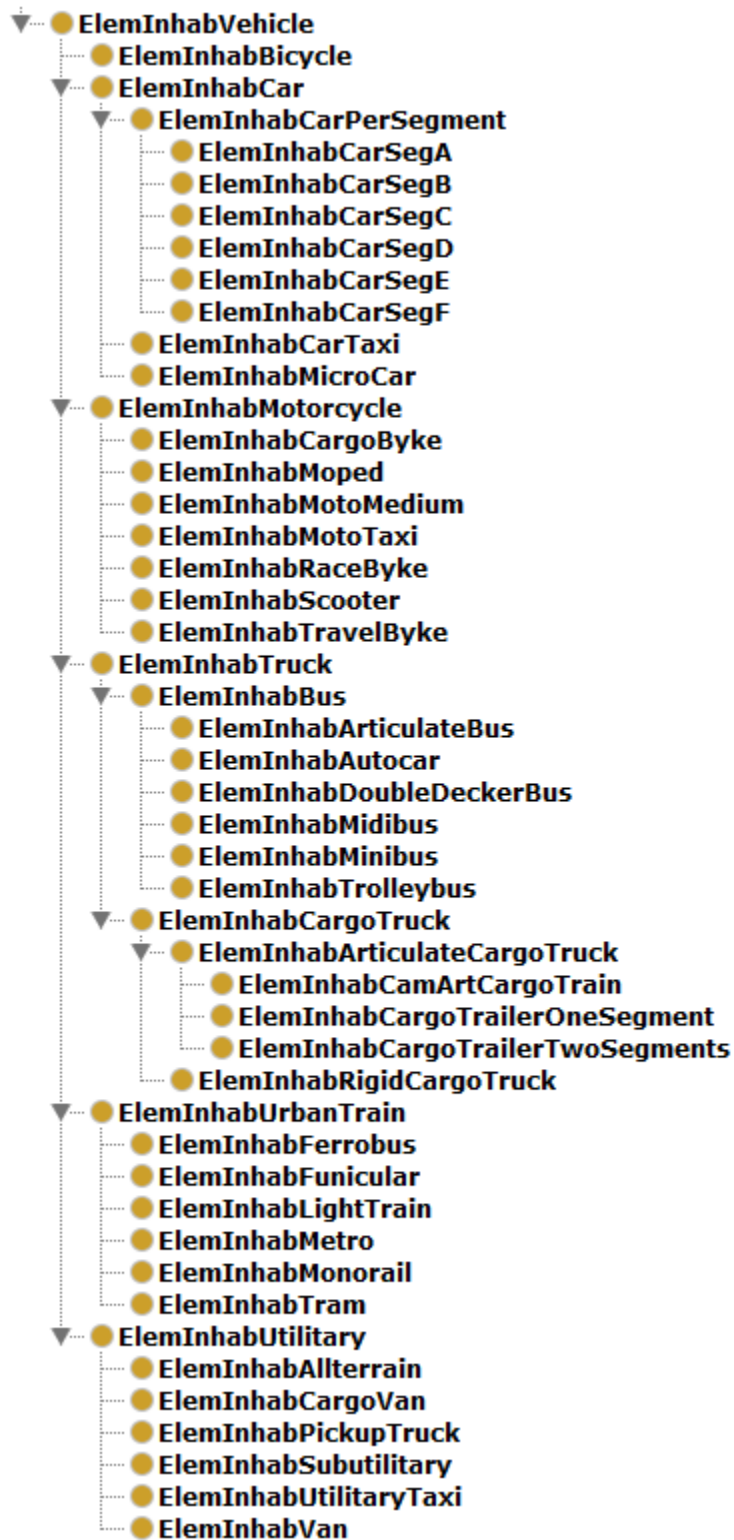 ElemInhabVehicle
ElemInhabBicycle
ElemInhabCar
ElemInhabCarPerSegment
ElemInhabCarSegA
ElemInhabCarSegB
ElemInhabCarSegC
ElemInhabCarSegD
ElemInhabCarSegE
ElemInhabCarSegF
ElemInhabCarTaxi
ElemInhabMicroCar
ElemInhabMotorcycle
ElemInhabCargoByke
ElemInhabMoped
ElemInhabMotoMedium
ElemInhabMotoTaxi
ElemInhabRaceByke
ElemInhabScooter
ElemInhabTravelByke
ElemInhabTruck
ElemInhabBus
ElemInhabArticulateBus
ElemInhabAutocar
ElemInhabDoubleDeckerBus
ElemInhabMidibus
ElemInhabMinibus
ElemInhabTrolleybus
ElemInhabCargoTruck
ElemInhabArticulateCargoTruck
ElemInhabCamArtCargoTrain
ElemInhabCargoTrailerOneSegment
ElemInhabCargoTrailerTwoSegments
ElemInhabRigidCargoTruck
ElemInhabUrbanTrain
ElemInhabFerrobus
ElemInhabFunicular
ElemInhabLightTrain
ElemInhabMetro
ElemInhabMonorail
ElemInhabTram
ElemInhabUtilitary
ElemInhabAllterrain
ElemInhabCargoVan
ElemInhabPickupTruck
ElemInhabSubutilitary
ElemInhabUtilitaryTaxi
ElemInhabVan